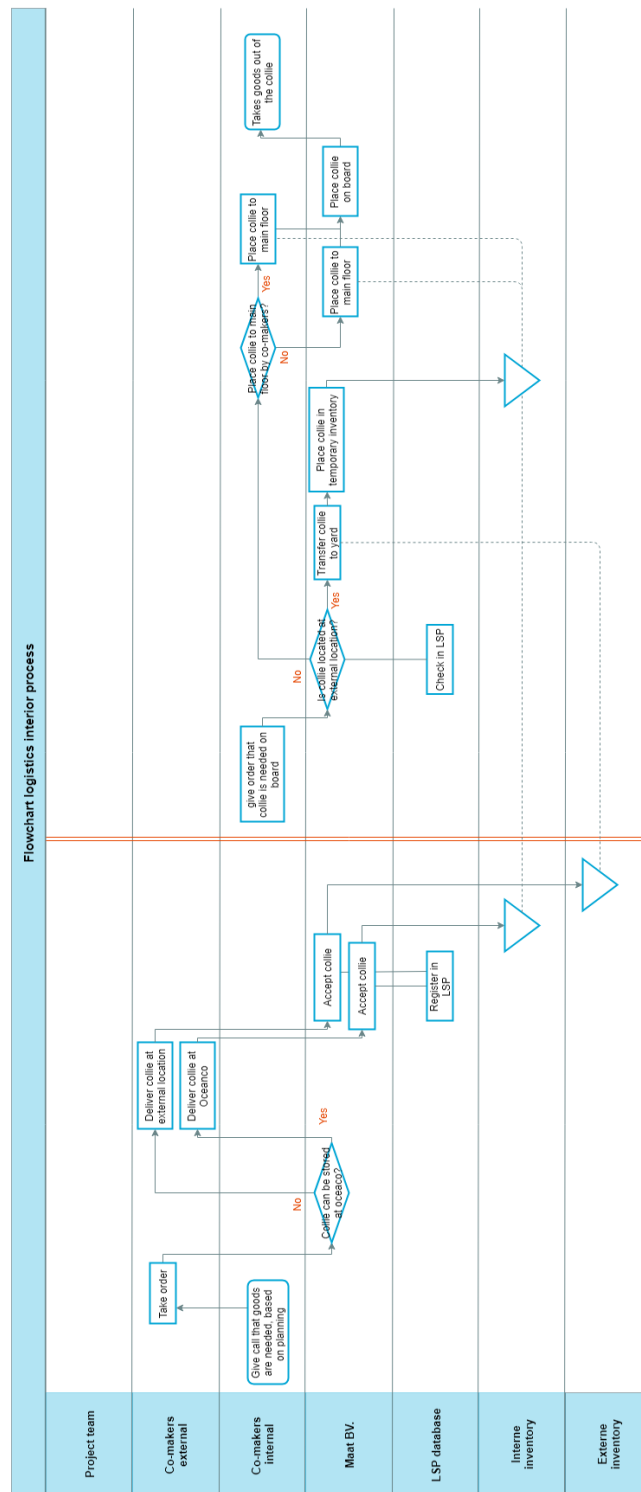 Flowchart logistics interior process
Project team
Co-makers
external
Co-makers
internal
Maat BV.
LSP database
Interne
inventory
Externe
inventory
Give call that goods
are needed, based
on planning
Take order
Collie can be stored
at oceaco?
No
Yes
Deliver collie at
external location
Deliver collie at
Oceanco
Accept collie
Accept collie
Register in
LSP
give order that
collie is needed on
board
Is collie located at
external location?
No
Yes
Check in LSP
Transfer collie
to yard
Place collie in
temporary inventory
Place collie to main
floor by co-makers?
Yes
No
Place collie to
main floor
Place collie to
main floor
Place collie
on board
Takes goods out of
the collie